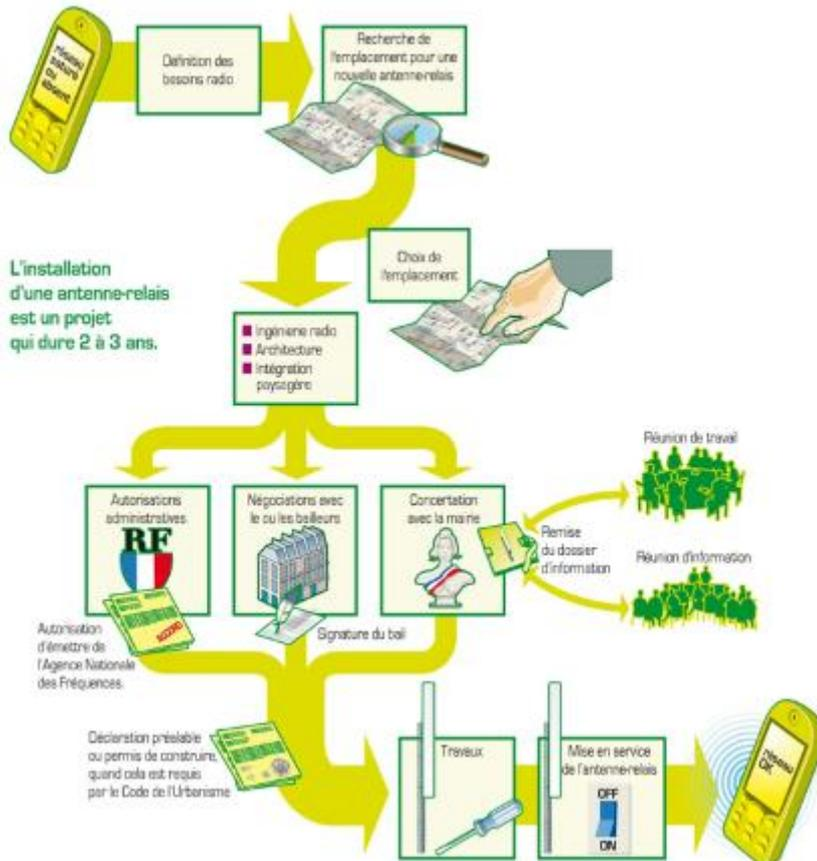 réseau
saturé
ou
absent
Définition des
besoins radio
Recherche de
l'emplacement pour une
nouvelle antenne-relais
Choix de
l'emplacement
L'installation
d'une antenne-relais
est un projet
qui dure 2 à 3 ans.
Ingénierie radio
Architecture
Intégration
paysagère
Autorisations
administratives
RF
ACCORD
Autorisation
d'émettre de
l'Agence Nationale
des Fréquences.
Négociations avec
le ou les bailleurs
Signature du bail
Concertation
avec la mairie
Remise
du dossier
d'information
Réunion de travail
Réunion d'information
Déclaration préalable
ou permis de construire,
quand cela est requis
par le Code de l'Urbanisme
Travaux
Mise en service
de l'antenne-relais
OFF
ON
réseau
OK